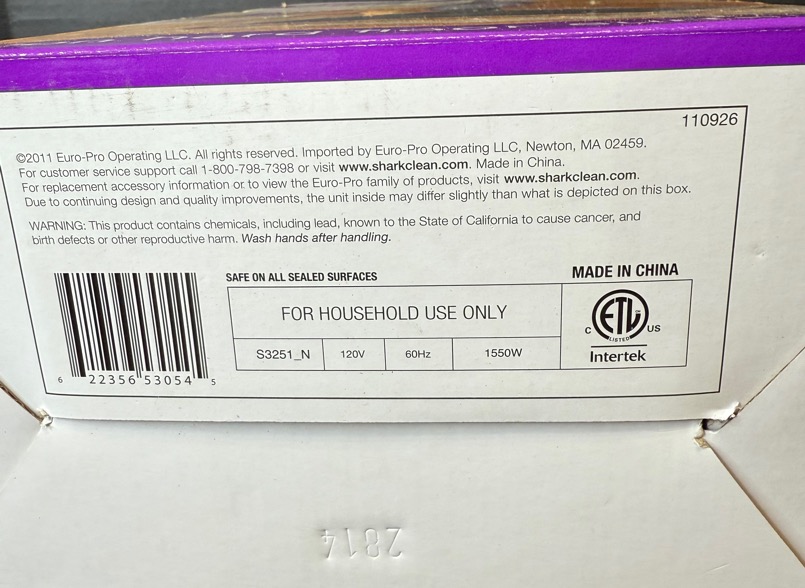 110926
©2011 Euro-Pro Operating LLC. All rights reserved. Imported by Euro-Pro Operating LLC, Newton, MA 02459.
For customer service support call 1-800-798-7398 or visit www.sharkclean.com. Made in China.
For replacement accessory information or to view the Euro-Pro family of products, visit www.sharkclean.com.
Due to continuing design and quality improvements, the unit inside may differ slightly than what is depicted on this box.
WARNING: This product contains chemicals, including lead, known to the State of California to cause cancer, and
birth defects or other reproductive harm. Wash hands after handling.
SAFE ON ALL SEALED SURFACES
MADE IN CHINA
FOR HOUSEHOLD USE ONLY
S3251_N 120V 60Hz 1550W
C ETL US
LISTED
Intertek
6 22356 53054 5
2814